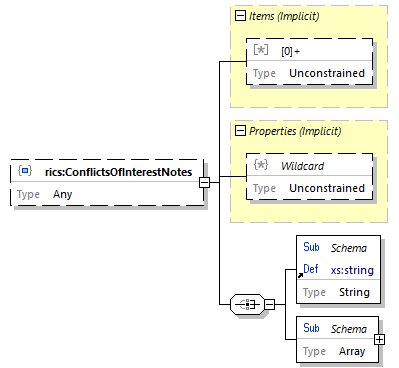 Items (Implicit)
[0]+
Type Unconstrained
Properties (Implicit)
Wildcard
Type Unconstrained
rics:ConflictsOfInterestNotes
Type Any
Sub Schema
Def xs:string
Type String
Sub Schema
Type Array